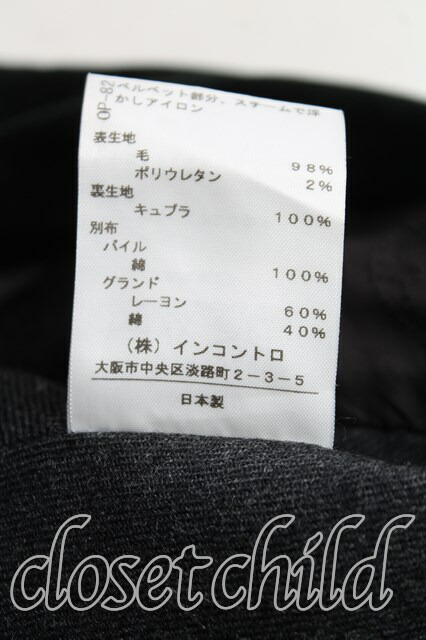 OP-82
ベルベット部分、スチームで浮
かしアイロン
表生地
毛 98%
ポリウレタン 2%
裏生地
キュプラ 100%
別布
パイル
綿 100%
グランド
レーヨン 60%
綿 40%
(株)インコントロ
大阪市中央区淡路町2-3-5
日本製
closet child